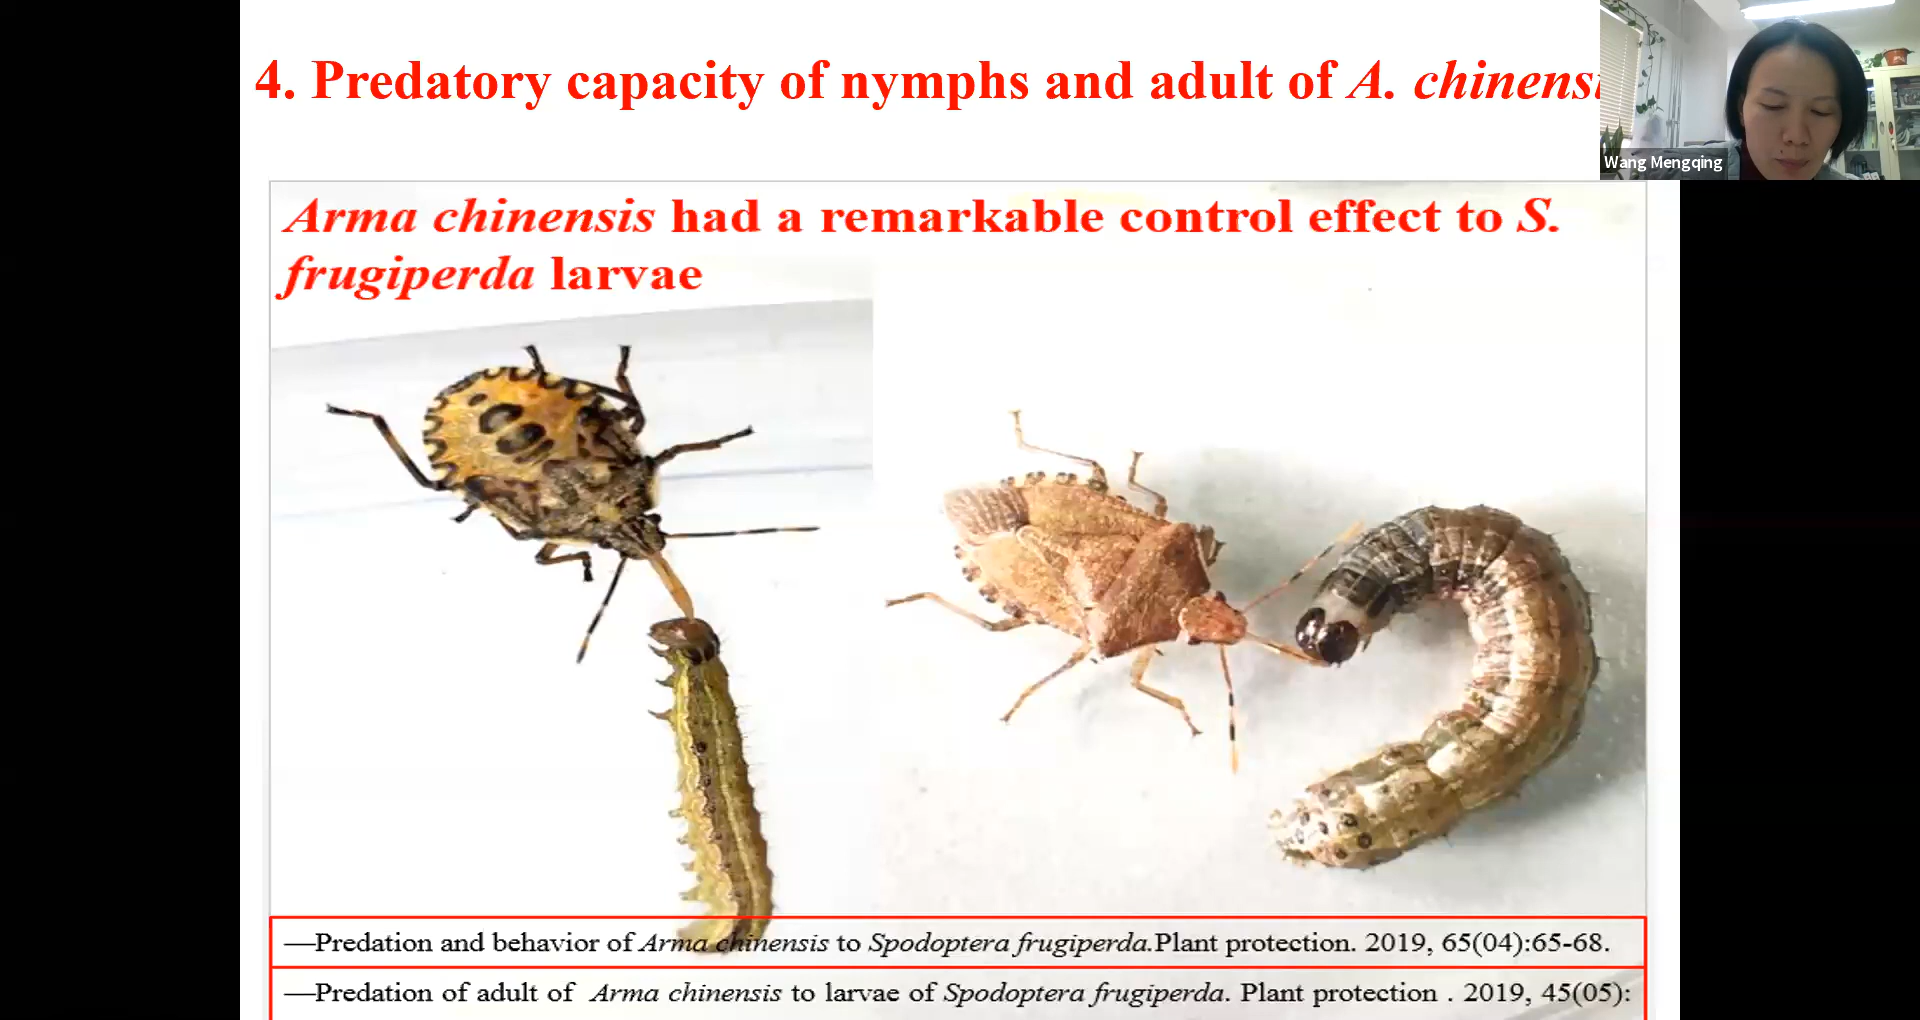 4. Predatory capacity of nymphs and adult of A. chinensi
Wang Mengqing
Arma chinensis had a remarkable control effect to S.
frugiperda larvae
—Predation and behavior of Arma chinensis to Spodoptera frugiperda.Plant protection. 2019, 65(04):65-68.
—Predation of adult of Arma chinensis to larvae of Spodoptera frugiperda. Plant protection . 2019, 45(05):